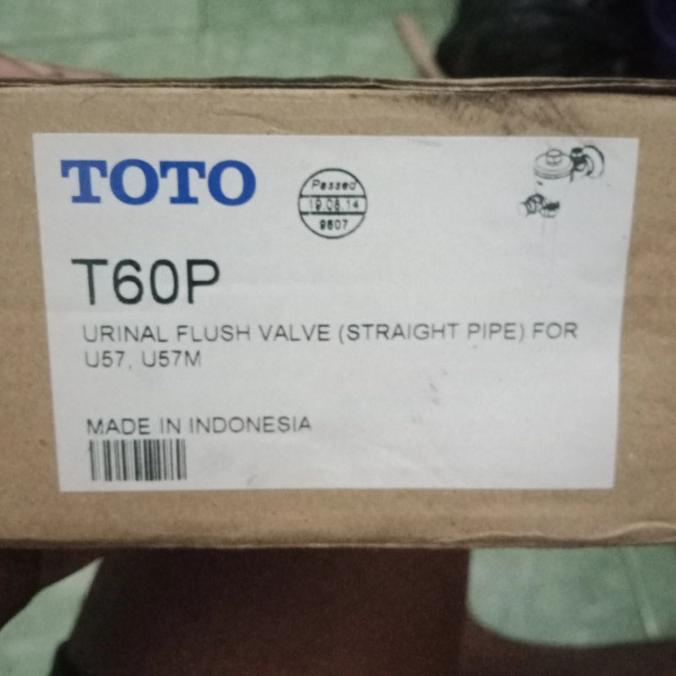 TOTO
Passed
19.08.14
9807
T60P
URINAL FLUSH VALVE (STRAIGHT PIPE) FOR
U57, U57M
MADE IN INDONESIA